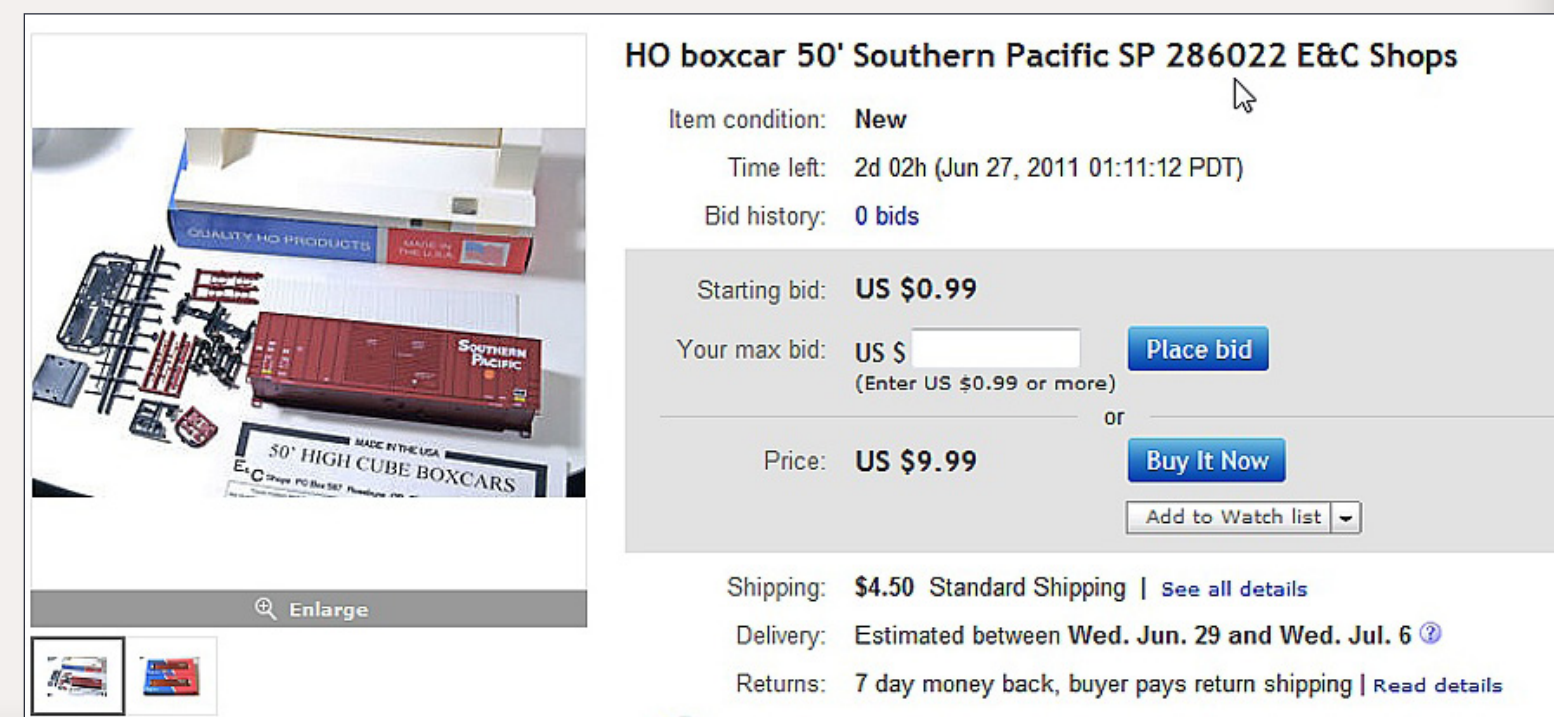 HO boxcar 50' Southern Pacific SP 286022 E&C Shops
Item condition: New
Time left: 2d 02h (Jun 27, 2011 01:11:12 PDT)
Bid history: 0 bids
Starting bid: US $0.99
Your max bid: US $ Place bid
(Enter US $0.99 or more)
or
Price: US $9.99 Buy It Now
Add to Watch list
Shipping: $4.50 Standard Shipping | See all details
Delivery: Estimated between Wed. Jun. 29 and Wed. Jul. 6 ?
Returns: 7 day money back, buyer pays return shipping | Read details
QUALITY HO PRODUCTS
MADE IN
THE U.S.A.
SOUTHERN
PACIFIC
MADE IN THE USA
50' HIGH CUBE BOXCARS
E&C Shops PO Box 587
Enlarge